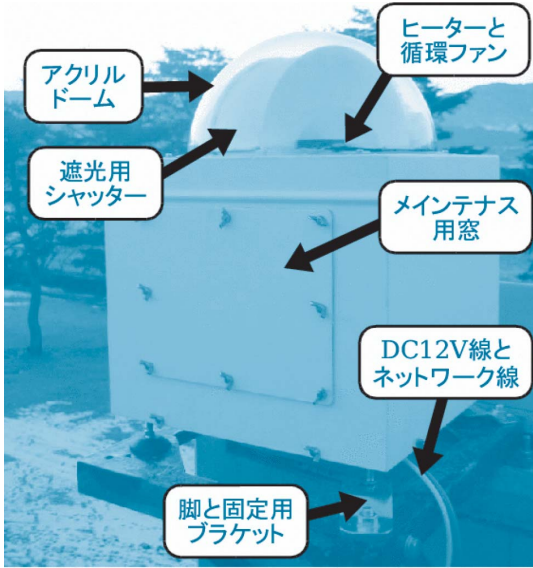 ヒーターと
循環ファン
アクリル
ドーム
遮光用
シャッター
メインテナス
用窓
DC12V線と
ネットワーク線
脚と固定用
ブラケット